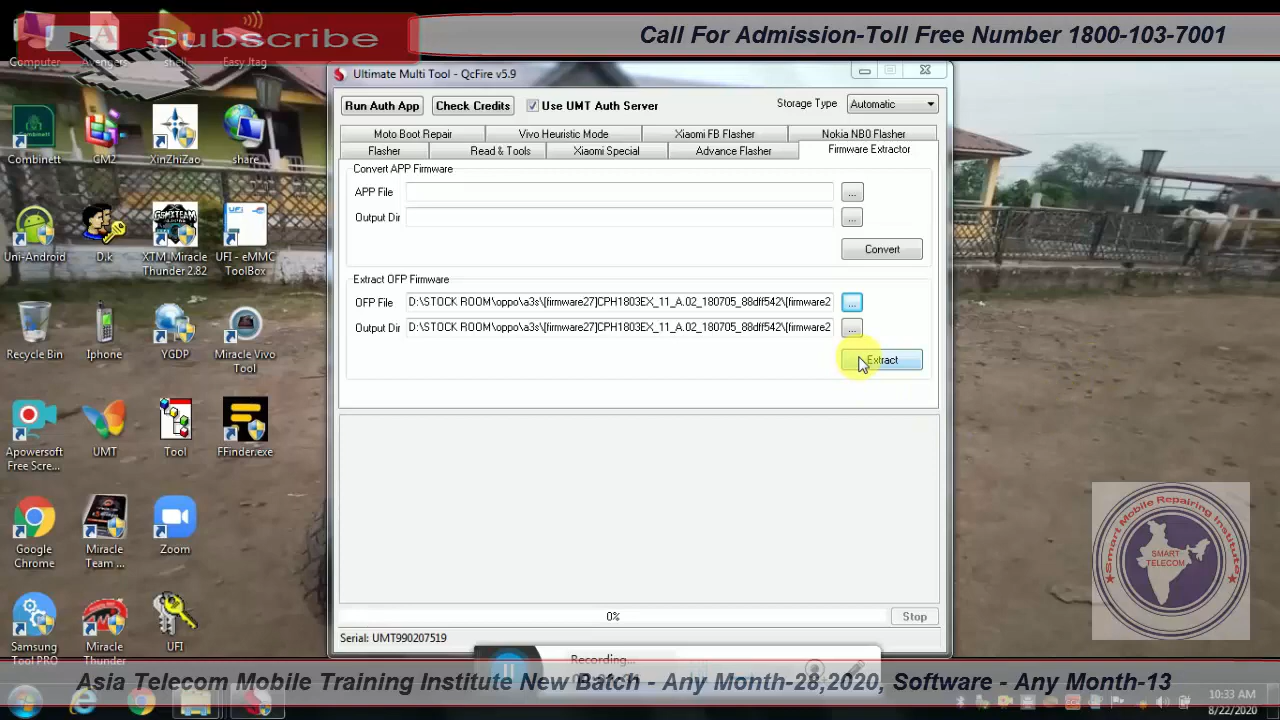 Subscribe
Call For Admission-Toll Free Number 1800-103-7001
Computer
Avengers
shell
Easy Jtag
Combinett
CM2
XinZhiZao
share
Uni-Android
D.k
XTM_Miracle
Thunder 2.82
UFI - eMMC
ToolBox
Recycle Bin
Iphone
YGDP
Miracle Vivo
Tool
Apowersoft
Free Scre...
UMT
Tool
FFinder.exe
Google
Chrome
Miracle
Team ...
Zoom
Samsung
Tool PRO
Miracle
Thunder
UFI
Ultimate Multi Tool - QcFire v5.9
Run Auth App
Check Credits
Use UMT Auth Server
Storage Type
Automatic
Moto Boot Repair
Vivo Heuristic Mode
Xiaomi FB Flasher
Nokia NB0 Flasher
Flasher
Read & Tools
Xiaomi Special
Advance Flasher
Firmware Extractor
Convert APP Firmware
APP File
...
Output Dir
...
Convert
Extract OFP Firmware
OFP File
D:\STOCK ROOM\oppo\a3s\[firmware27]CPH1803EX_11_A.02_180705_88dff542\[firmware2
...
Output Dir
D:\STOCK ROOM\oppo\a3s\[firmware27]CPH1803EX_11_A.02_180705_88dff542\[firmware2
...
Extract
0%
Stop
Serial: UMT990207519
Recording...
Smart Mobile Repairing Institute
SMART
TELECOM
Asia Telecom Mobile Training Institute New Batch - Any Month-28,2020, Software - Any Month-13
10:33 AM
8/22/2020